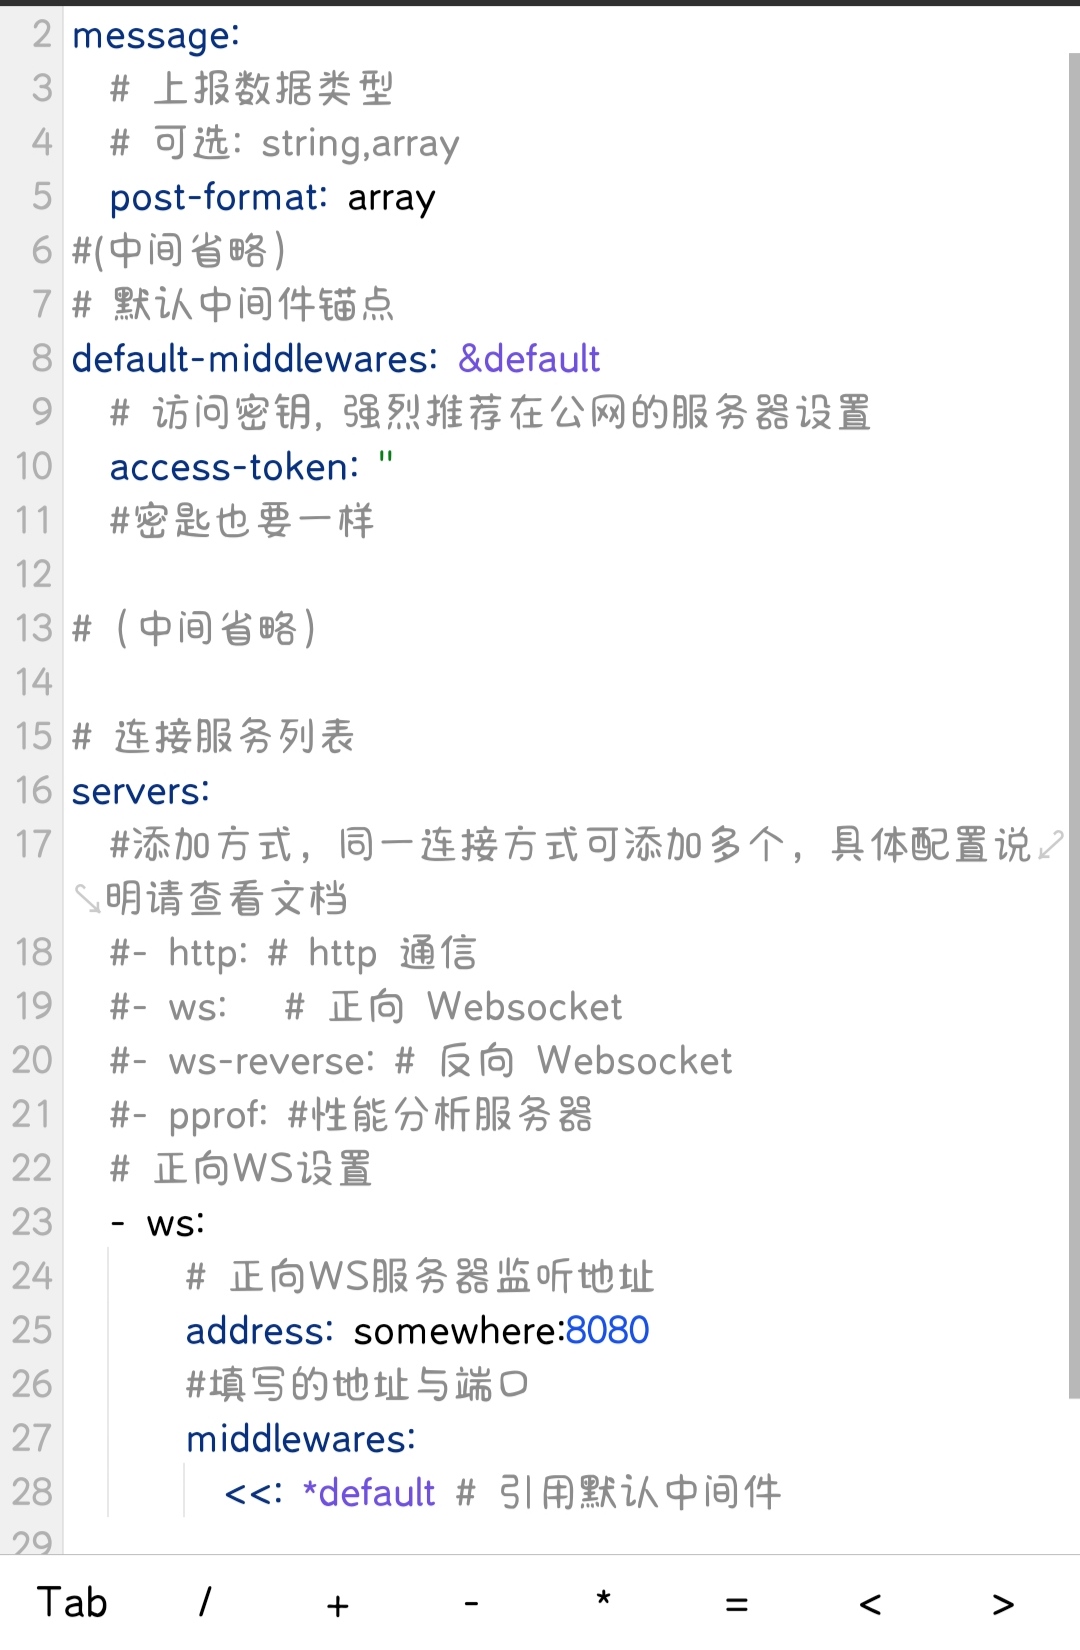 2 message:
3 # 上报数据类型
4 # 可选: string,array
5 post-format: array
6 #(中间省略)
7 # 默认中间件锚点
8 default-middlewares: &default
9 # 访问密钥, 强烈推荐在公网的服务器设置
10 access-token: ''
11 #密匙也要一样
12
13 # (中间省略)
14
15 # 连接服务列表
16 servers:
17 #添加方式，同一连接方式可添加多个，具体配置说
明请查看文档
18 #- http: # http 通信
19 #- ws: # 正向 Websocket
20 #- ws-reverse: # 反向 Websocket
21 #- pprof: #性能分析服务器
22 # 正向WS设置
23 - ws:
24 # 正向WS服务器监听地址
25 address: somewhere:8080
26 #填写的地址与端口
27 middlewares:
28 <<: *default # 引用默认中间件
29
Tab / + - * = < >